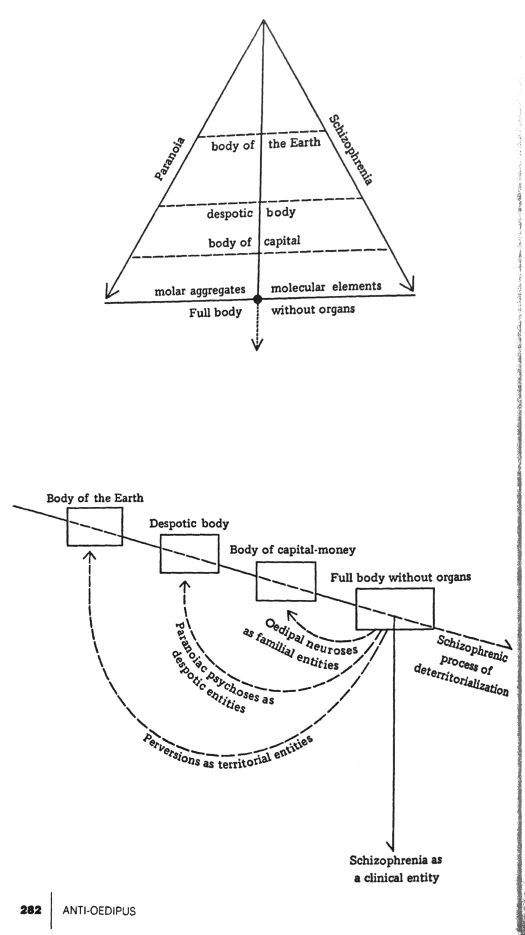 Paranoia
Schizophrenia
body of the Earth
despotic body
body of capital
molar aggregates molecular elements
Full body without organs
Body of the Earth
Despotic body
Body of capital-money
Full body without organs
Oedipal neuroses
as familial entities
Schizophrenic
process of
deterritorialization
Paranoiac psychoses as
despotic entities
Perversions as territorial entities
Schizophrenia as
a clinical entity
282 ANTI-OEDIPUS